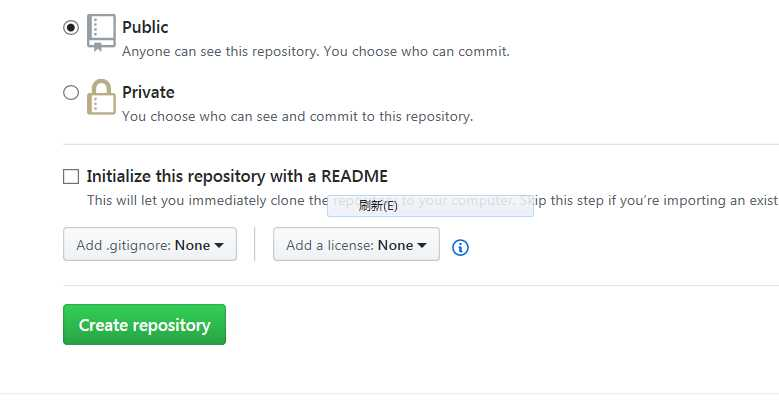 Public
Anyone can see this repository. You choose who can commit.
Private
You choose who can see and commit to this repository.
Initialize this repository with a README
This will let you immediately clone the repository to your computer. Skip this step if you're importing an exist
刷新(E)
Add .gitignore: None
Add a license: None
Create repository